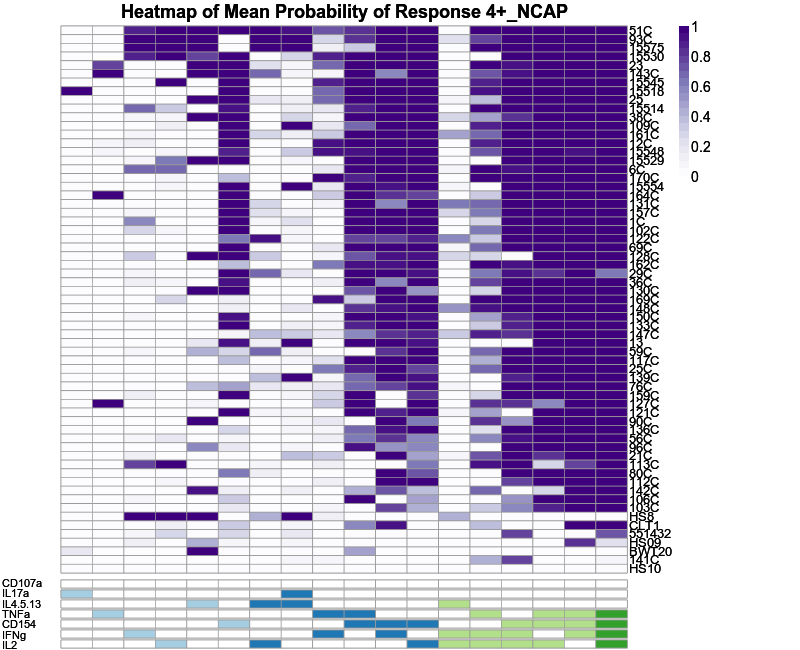 Heatmap of Mean Probability of Response 4+_NCAP
51C
93C
15575
15530
23
143C
15545
15518
25
15514
38C
109C
161C
12C
15548
15529
6C
170C
15554
164C
131C
157C
1C
102C
122C
69C
128C
162C
29C
36C
130C
169C
148C
150C
133C
147C
13
59C
117C
25C
139C
76C
159C
127C
121C
90C
136C
56C
96C
21C
113C
80C
112C
142C
106C
103C
HS8
CLT1
551432
HS09
BWT20
141C
HS10
1
0.8
0.6
0.4
0.2
0
CD107a
IL17a
IL4.5.13
TNFa
CD154
IFNg
IL2